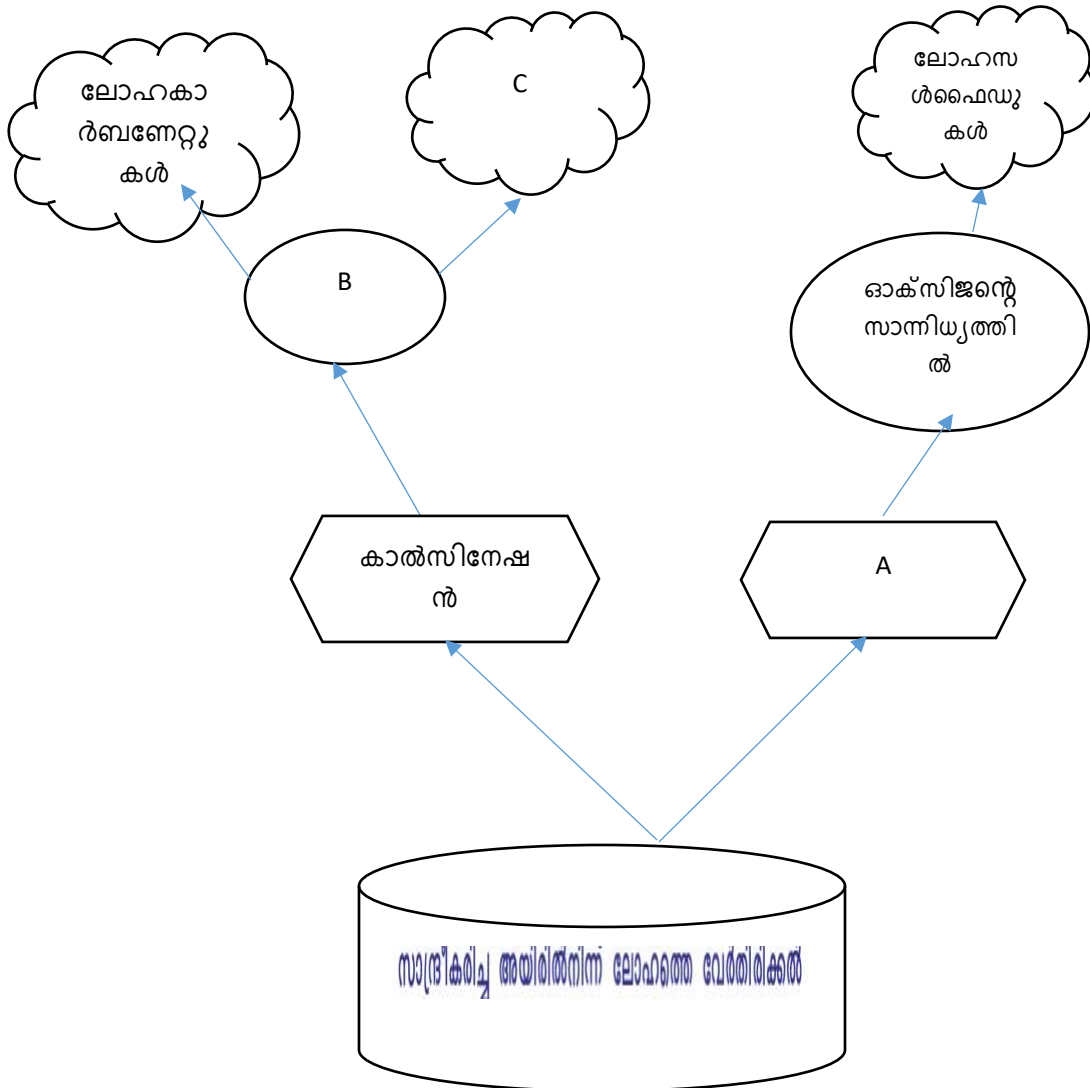 ലോഹകാ
ർബണേറ്റു
കൾ
C
ലോഹസ
ൾഫൈഡു
കൾ
B
ഓക്സിജന്റെ
സാന്നിധ്യത്തി
ൽ
കാൽസിനേഷ
ൻ
A
സാന്ദ്രീകരിച്ച അയിരിൽനിന്ന് ലോഹത്തെ വേർതിരിക്കൽ